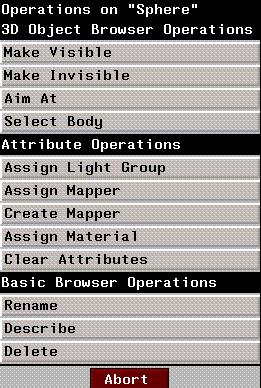 Operations on "Sphere"
3D Object Browser Operations
Make Visible
Make Invisible
Aim At
Select Body
Attribute Operations
Assign Light Group
Assign Mapper
Create Mapper
Assign Material
Clear Attributes
Basic Browser Operations
Rename
Describe
Delete
Abort